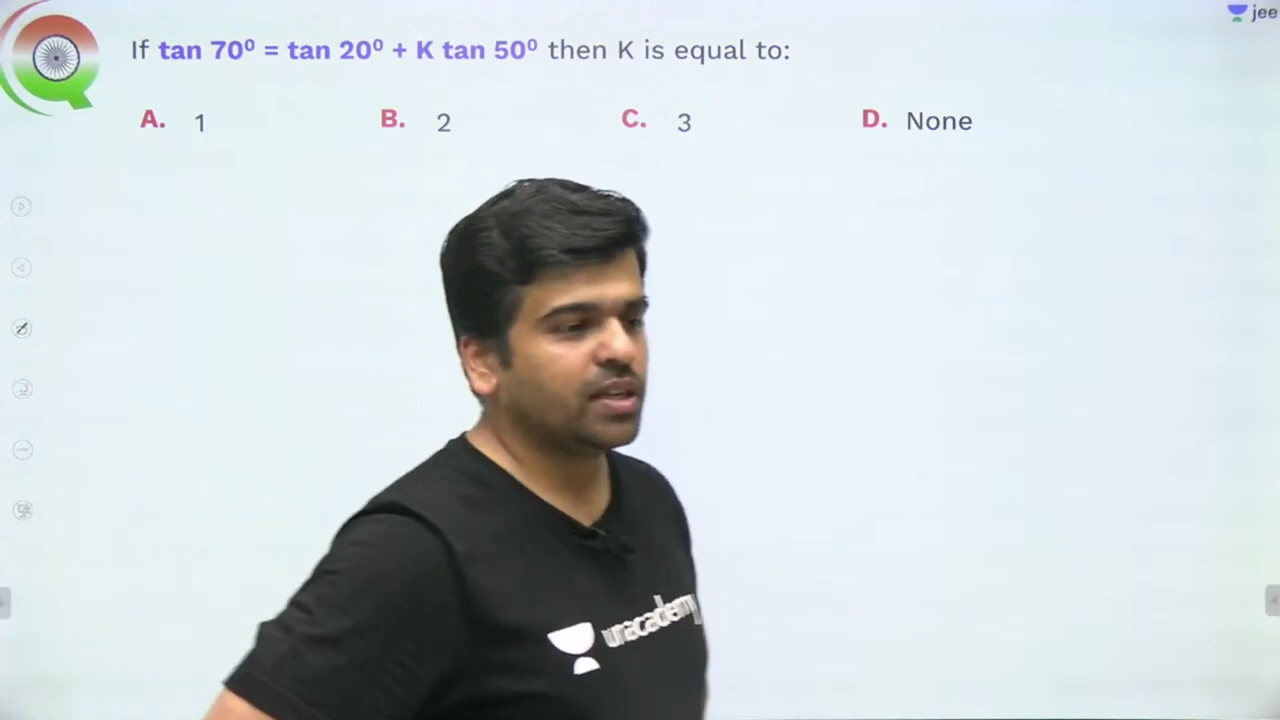 jee
If tan 70⁰ = tan 20⁰ + K tan 50⁰ then K is equal to:
A. 1 B. 2 C. 3 D. None
unacademy